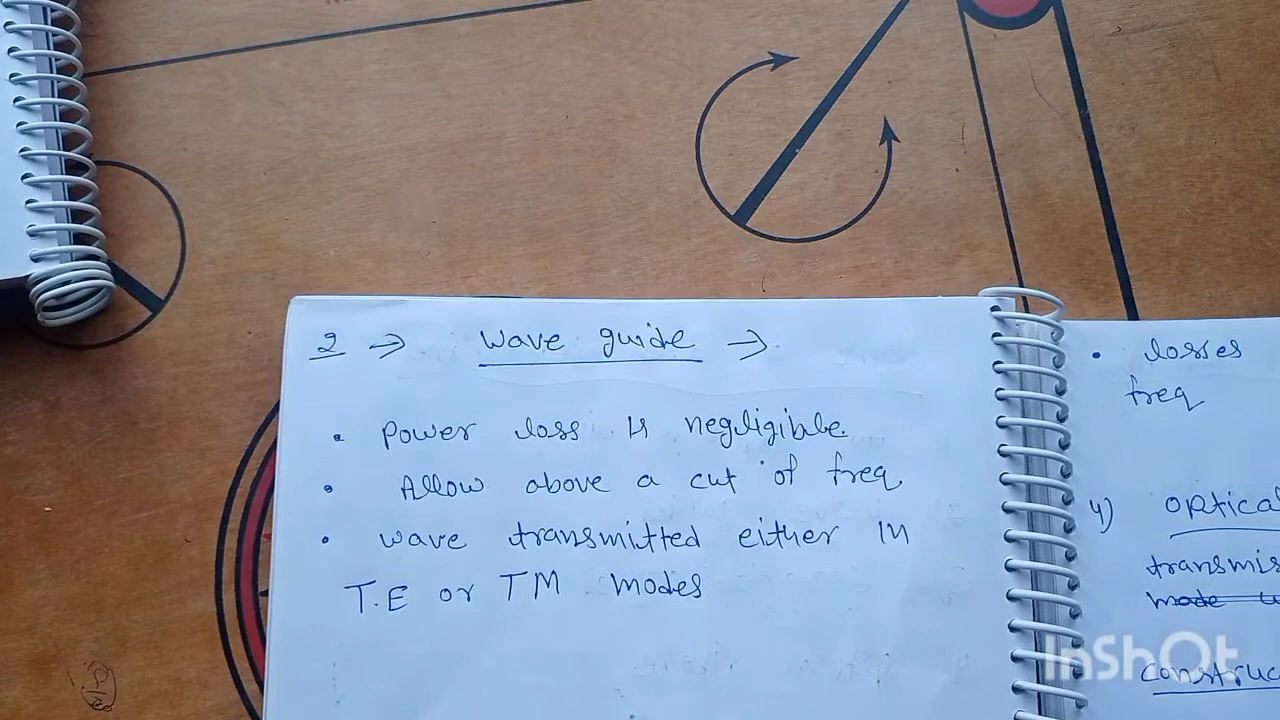 2 → Wave guide →
• Power loss is negligible.
• Allow above a cut of freq
• wave transmitted either in
T.E or TM modes
• losses
freq
4) optical
transmis
construc
InShOt